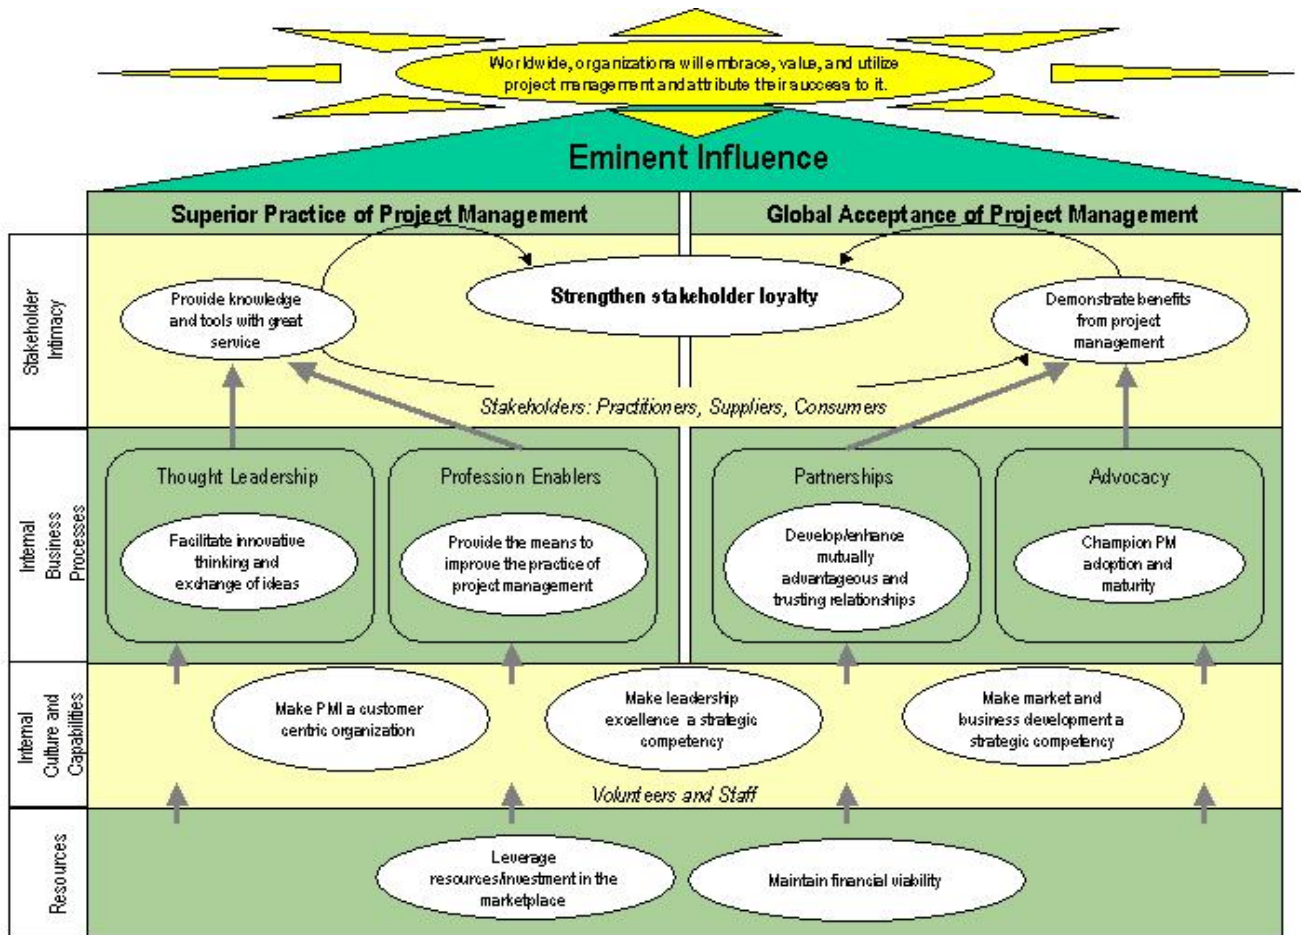 Worldwide, organizations will embrace, value, and utilize
project management and attribute their success to it.
Eminent Influence
Superior Practice of Project Management
Global Acceptance of Project Management
Stakeholder
Intimacy
Provide knowledge
and tools with great
service
Strengthen stakeholder loyalty
Demonstrate benefits
from project
management
Stakeholders: Practitioners, Suppliers, Consumers
Internal
Business
Processes
Thought Leadership
Facilitate innovative
thinking and
exchange of ideas
Profession Enablers
Provide the means to
improve the practice of
project management
Partnerships
Develop/enhance
mutually
advantageous and
trusting relationships
Advocacy
Champion PM
adoption and
maturity
Internal
Culture and
Capabilities
Make PMI a customer
centric organization
Make leadership
excellence a strategic
competency
Make market and
business development a
strategic competency
Volunteers and Staff
Resources
Leverage
resources/investment in the
marketplace
Maintain financial viability